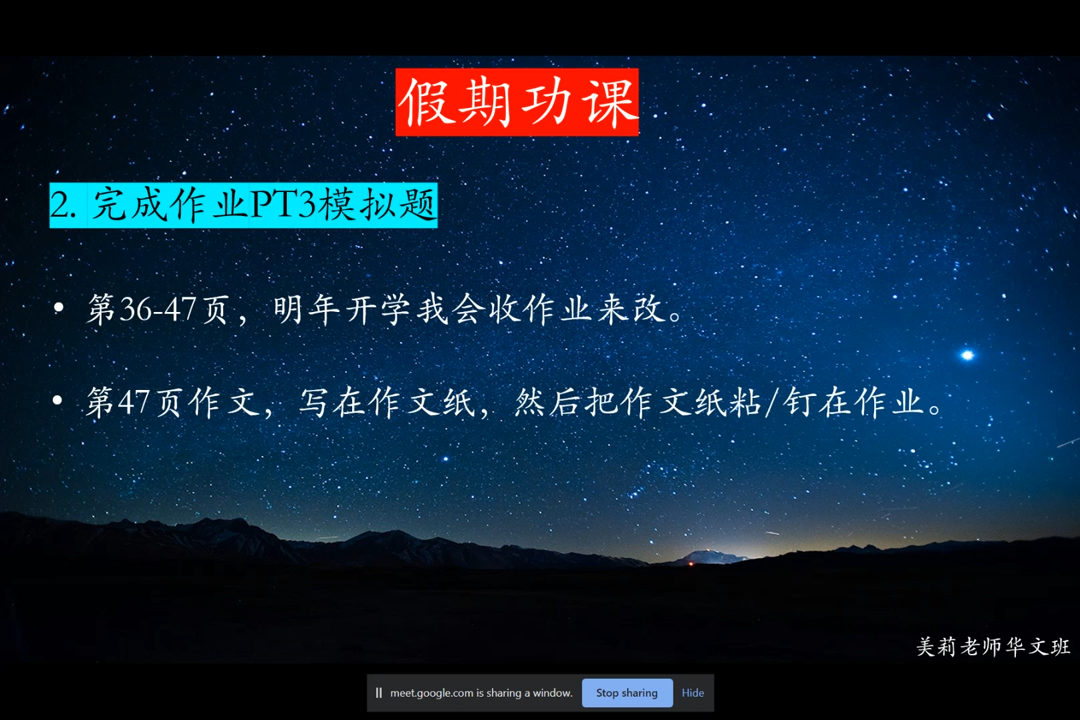 假期功课
2. 完成作业PT3模拟题
• 第36-47页，明年开学我会收作业来改。
• 第47页作文，写在作文纸，然后把作文纸粘/钉在作业。
美莉老师华文班
meet.google.com is sharing a window. Stop sharing Hide